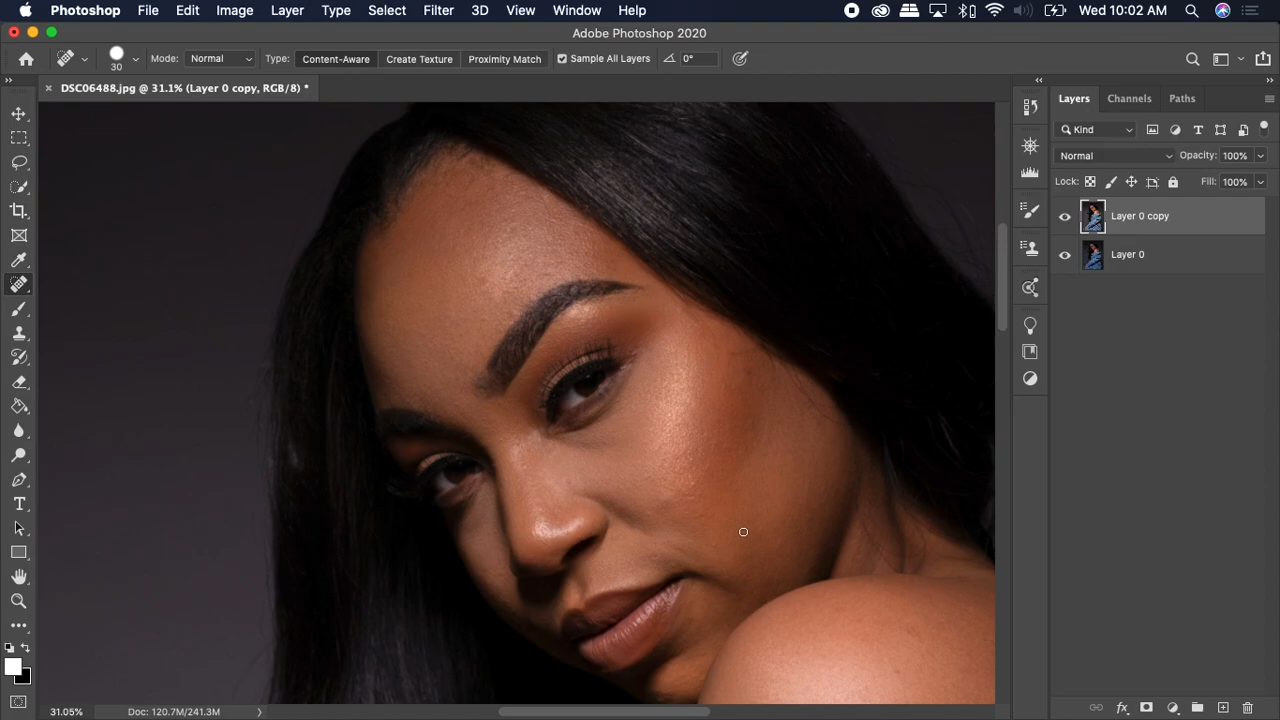 Photoshop File Edit Image Layer Type Select Filter 3D View Window Help Wed 10:02 AM
Adobe Photoshop 2020
30 Mode: Normal Type: Content-Aware Create Texture Proximity Match Sample All Layers 0°
DSC06488.jpg @ 31.1% (Layer 0 copy, RGB/8) *
Layers Channels Paths
Kind
Normal Opacity: 100%
Lock: Fill: 100%
Layer 0 copy
Layer 0
31.05% Doc: 120.7M/241.3M